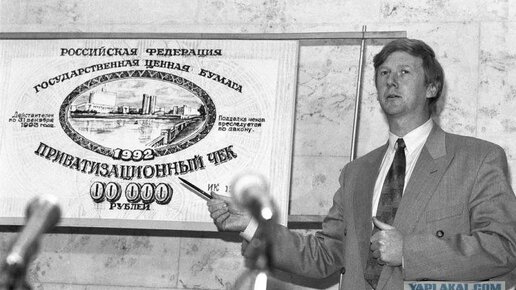 РОССИЙСКАЯ ФЕДЕРАЦИЯ
ГОСУДАРСТВЕННАЯ ЦЕННАЯ БУМАГА
Действителен
по 31 декабря
1993 года.
Подделка чеков
преследуется
по закону.
1992
ПРИВАТИЗАЦИОННЫЙ ЧЕК
10 000
РУБЛЕЙ
YAPLAKAL.COM